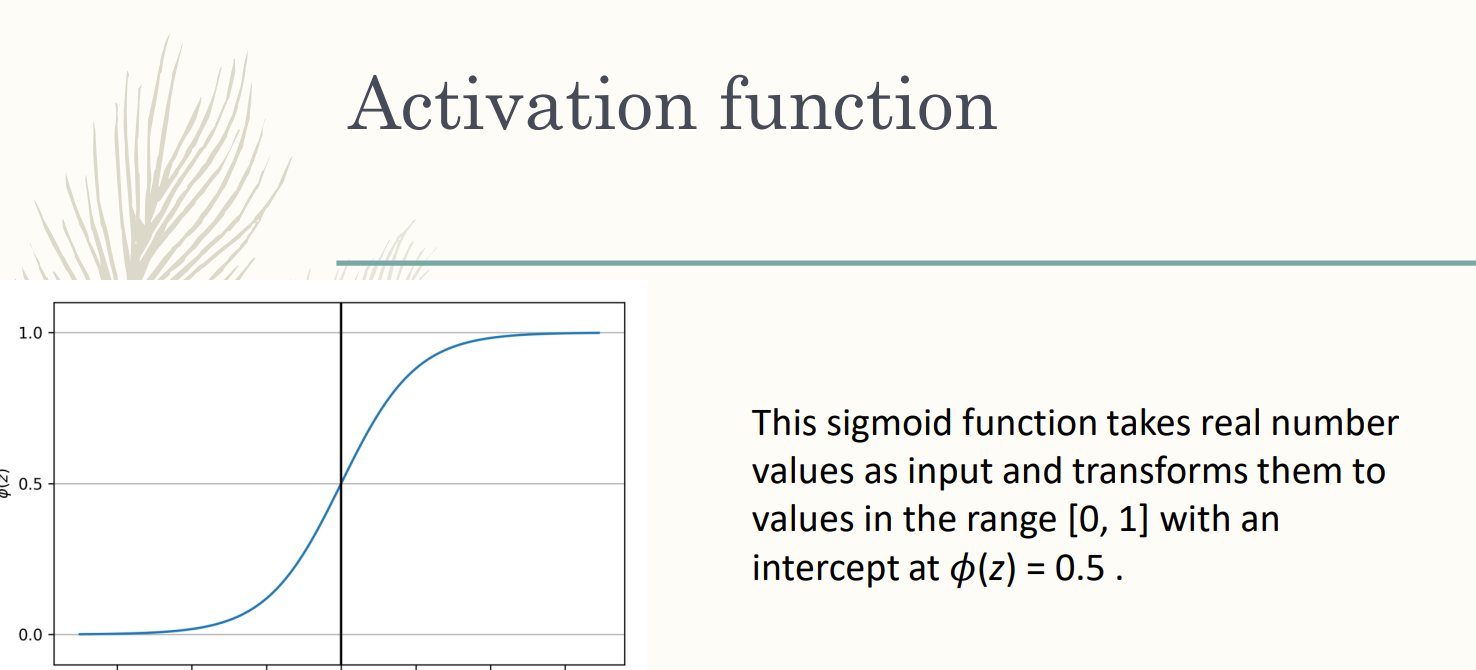 Activation function
1.0
ϕ(z)
0.5
0.0
This sigmoid function takes real number
values as input and transforms them to
values in the range [0, 1] with an
intercept at ϕ(z) = 0.5 .